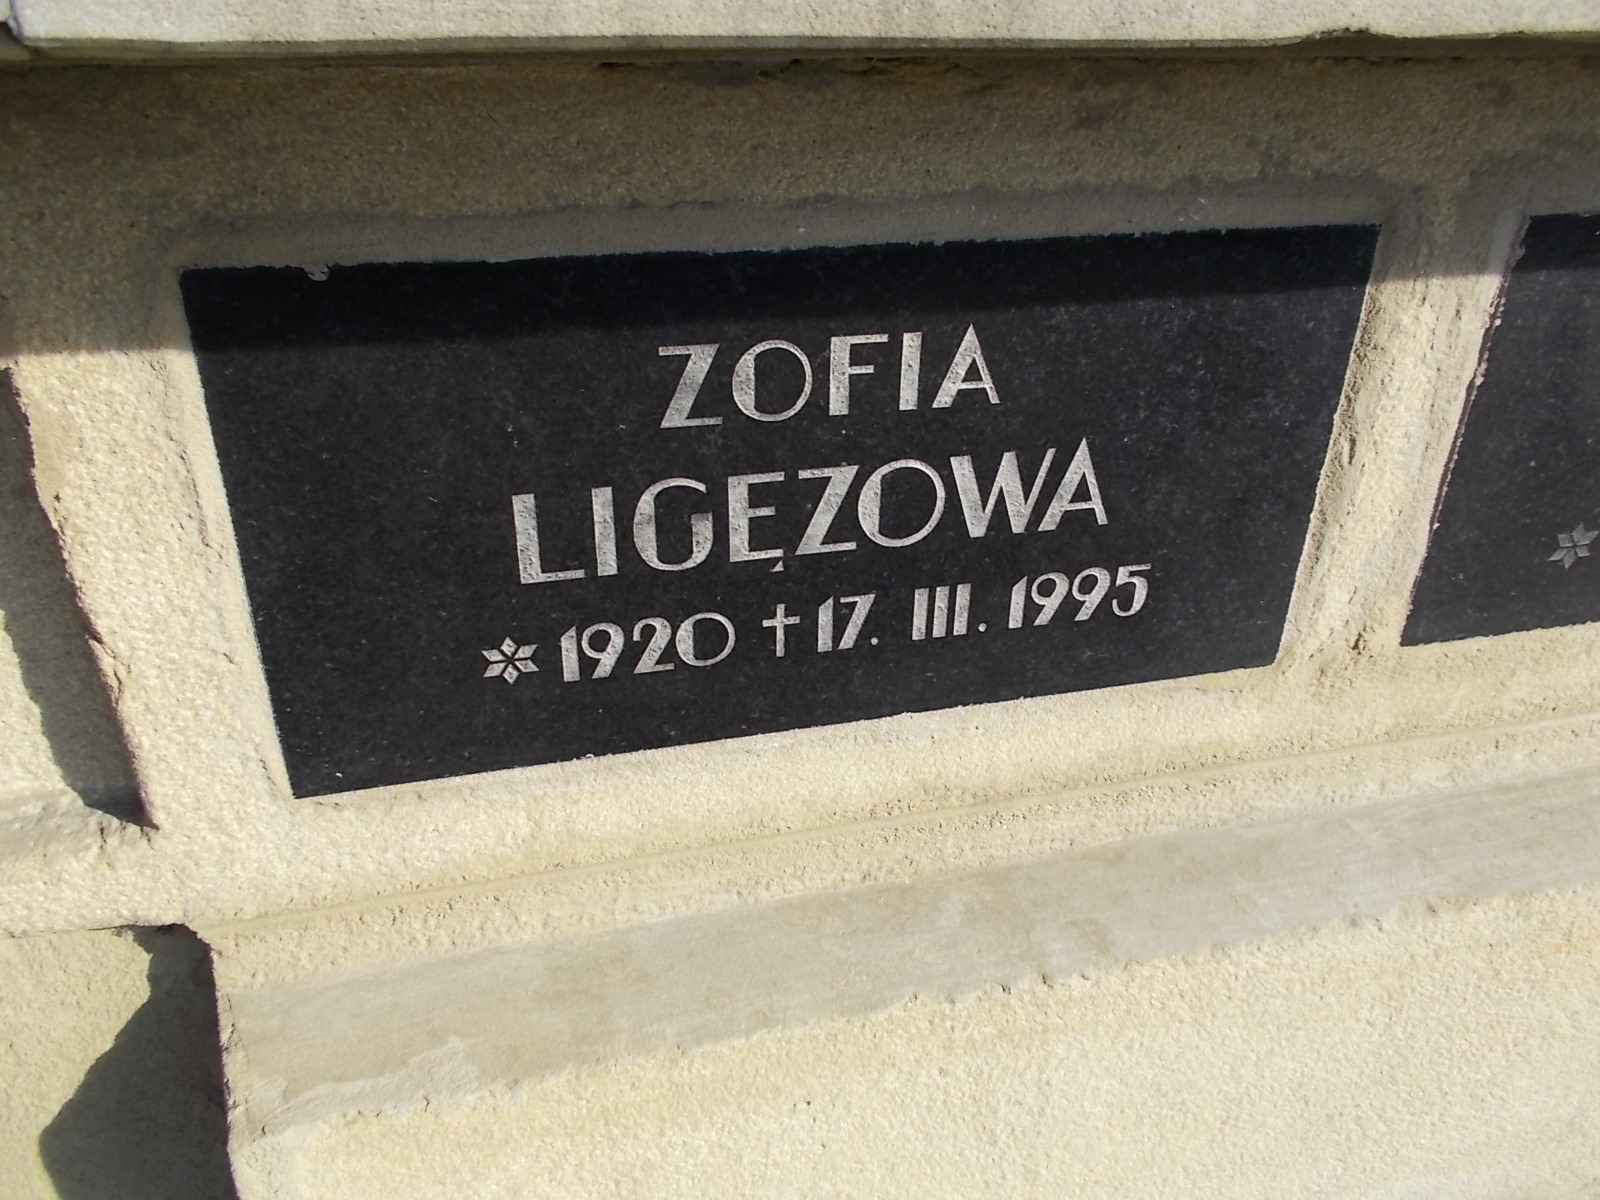 ZOFIA
LIGĘZOWA
* 1920 † 17. III. 1995